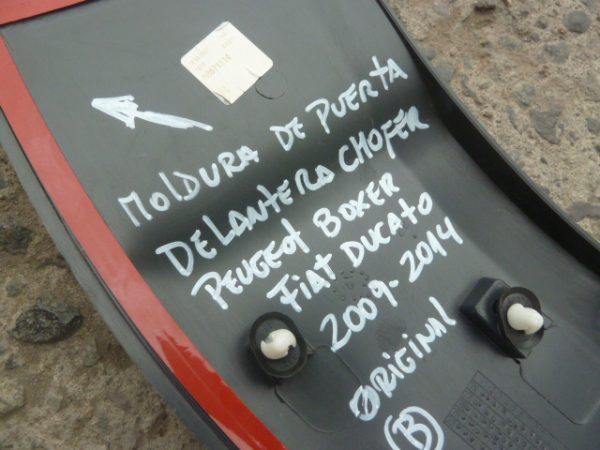 MOLDURA DE PUERTA
DELANTERA CHOFER
PEUGEOT BOXER
FIAT DUCATO
2009-2014
ORIGINAL
B